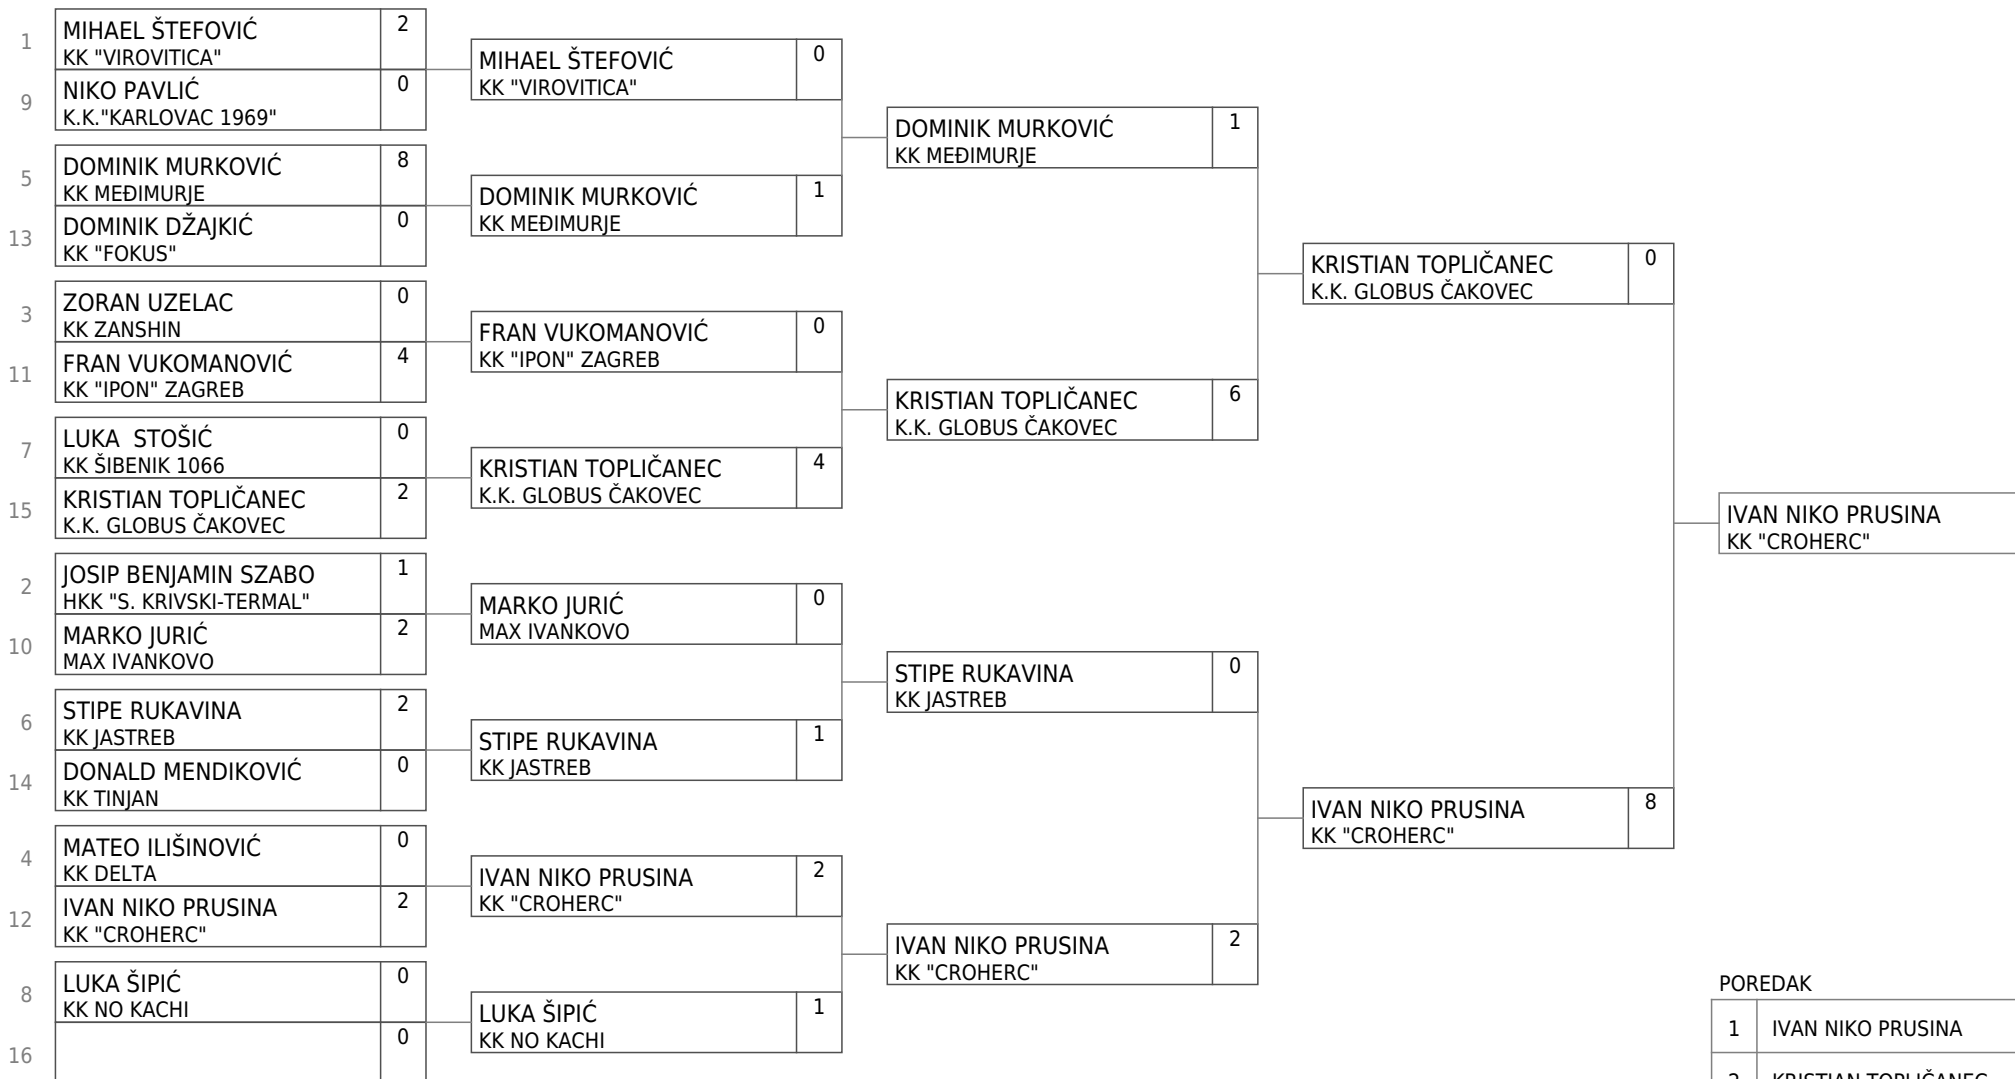 1
MIHAEL ŠTEFOVIĆ
2
KK "VIROVITICA"
9
NIKO PAVLIĆ
0
K.K."KARLOVAC 1969"
5
DOMINIK MURKOVIĆ
8
KK MEĐIMURJE
13
DOMINIK DŽAJKIĆ
0
KK "FOKUS"
3
ZORAN UZELAC
0
KK ZANSHIN
11
FRAN VUKOMANOVIĆ
4
KK "IPON" ZAGREB
7
LUKA  STOŠIĆ
0
KK ŠIBENIK 1066
15
KRISTIAN TOPLIČANEC
2
K.K. GLOBUS ČAKOVEC
2
JOSIP BENJAMIN SZABO
1
HKK "S. KRIVSKI-TERMAL"
10
MARKO JURIĆ
2
MAX IVANKOVO
6
STIPE RUKAVINA
2
KK JASTREB
14
DONALD MENDIKOVIĆ
0
KK TINJAN
4
MATEO ILIŠINOVIĆ
0
KK DELTA
12
IVAN NIKO PRUSINA
2
KK "CROHERC"
8
LUKA ŠIPIĆ
0
KK NO KACHI
16
0
MIHAEL ŠTEFOVIĆ
0
KK "VIROVITICA"
DOMINIK MURKOVIĆ
1
KK MEĐIMURJE
FRAN VUKOMANOVIĆ
0
KK "IPON" ZAGREB
KRISTIAN TOPLIČANEC
4
K.K. GLOBUS ČAKOVEC
MARKO JURIĆ
0
MAX IVANKOVO
STIPE RUKAVINA
1
KK JASTREB
IVAN NIKO PRUSINA
2
KK "CROHERC"
LUKA ŠIPIĆ
1
KK NO KACHI
DOMINIK MURKOVIĆ
1
KK MEĐIMURJE
KRISTIAN TOPLIČANEC
6
K.K. GLOBUS ČAKOVEC
STIPE RUKAVINA
0
KK JASTREB
IVAN NIKO PRUSINA
2
KK "CROHERC"
KRISTIAN TOPLIČANEC
0
K.K. GLOBUS ČAKOVEC
IVAN NIKO PRUSINA
8
KK "CROHERC"
IVAN NIKO PRUSINA
KK "CROHERC"
POREDAK
1 IVAN NIKO PRUSINA
2 KRISTIAN TOPLIČANEC